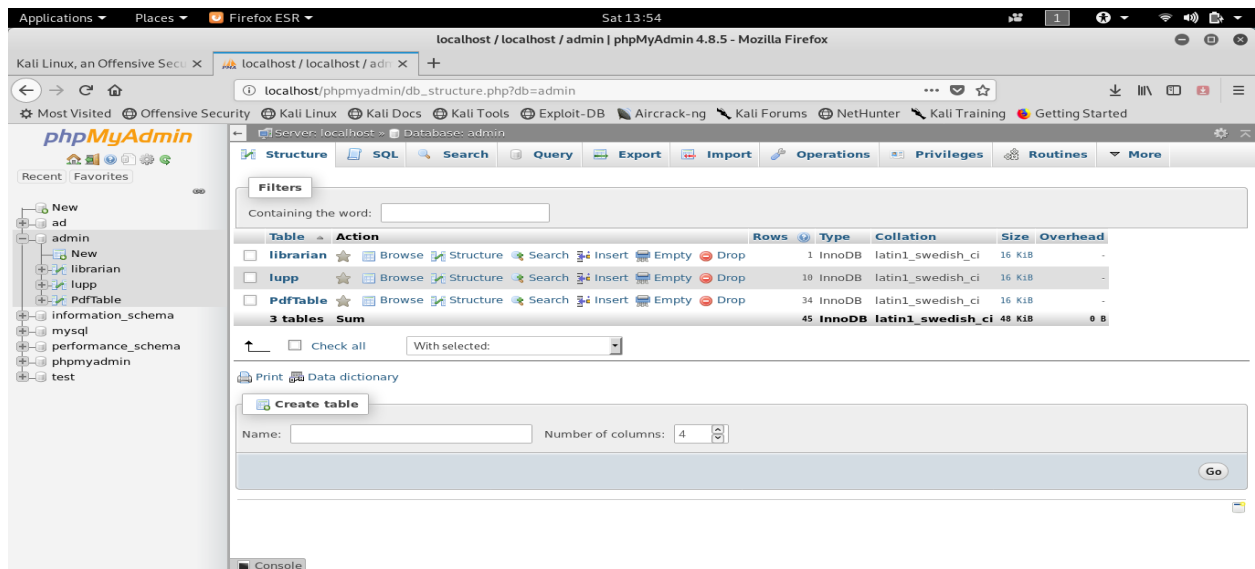 Applications Places Firefox ESR Sat 13:54 1
localhost / localhost / admin | phpMyAdmin 4.8.5 - Mozilla Firefox
Kali Linux, an Offensive Secu localhost / localhost / adn
localhost/phpmyadmin/db_structure.php?db=admin
Most Visited Offensive Security Kali Linux Kali Docs Kali Tools Exploit-DB Aircrack-ng Kali Forums NetHunter Kali Training Getting Started
phpMyAdmin
Recent Favorites
New
ad
admin
New
librarian
lupp
PdfTable
information_schema
mysql
performance_schema
phpmyadmin
test
Server: localhost » Database: admin
Structure SQL Search Query Export Import Operations Privileges Routines More
Filters
Containing the word:
Table Action Rows Type Collation Size Overhead
librarian Browse Structure Search Insert Empty Drop 1 InnoDB latin1_swedish_ci 16 KiB -
lupp Browse Structure Search Insert Empty Drop 10 InnoDB latin1_swedish_ci 16 KiB -
PdfTable Browse Structure Search Insert Empty Drop 34 InnoDB latin1_swedish_ci 16 KiB -
3 tables Sum 45 InnoDB latin1_swedish_ci 48 KiB 0 B
Check all With selected:
Print Data dictionary
Create table
Name: Number of columns: 4
Go
Console